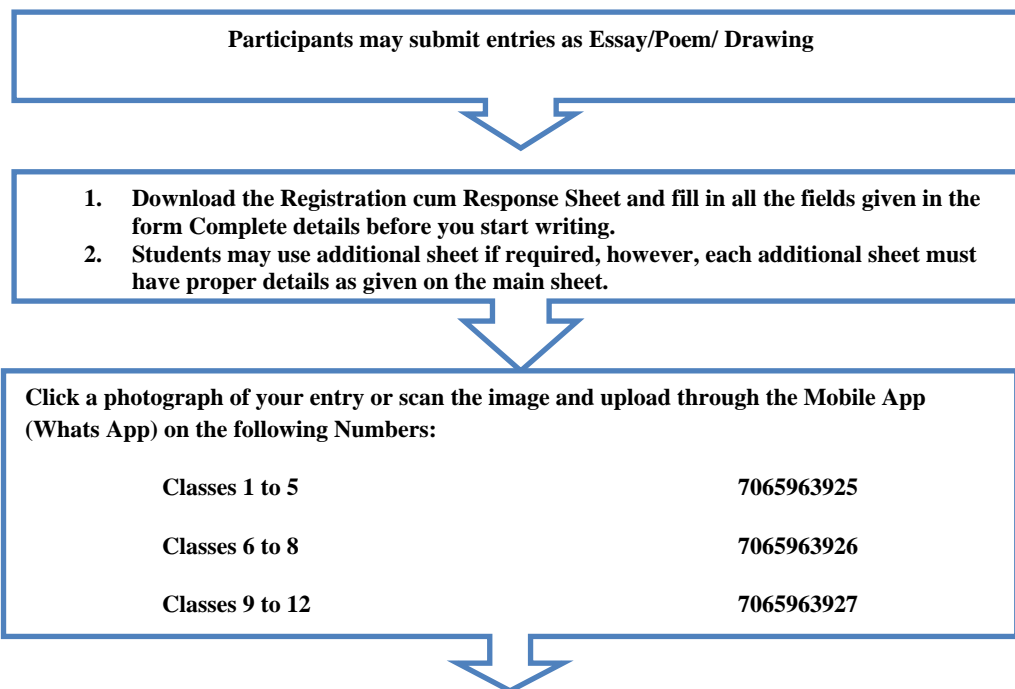 Participants may submit entries as Essay/Poem/ Drawing
1. Download the Registration cum Response Sheet and fill in all the fields given in the
form Complete details before you start writing.
2. Students may use additional sheet if required, however, each additional sheet must
have proper details as given on the main sheet.
Click a photograph of your entry or scan the image and upload through the Mobile App
(Whats App) on the following Numbers:
Classes 1 to 5 7065963925
Classes 6 to 8 7065963926
Classes 9 to 12 7065963927